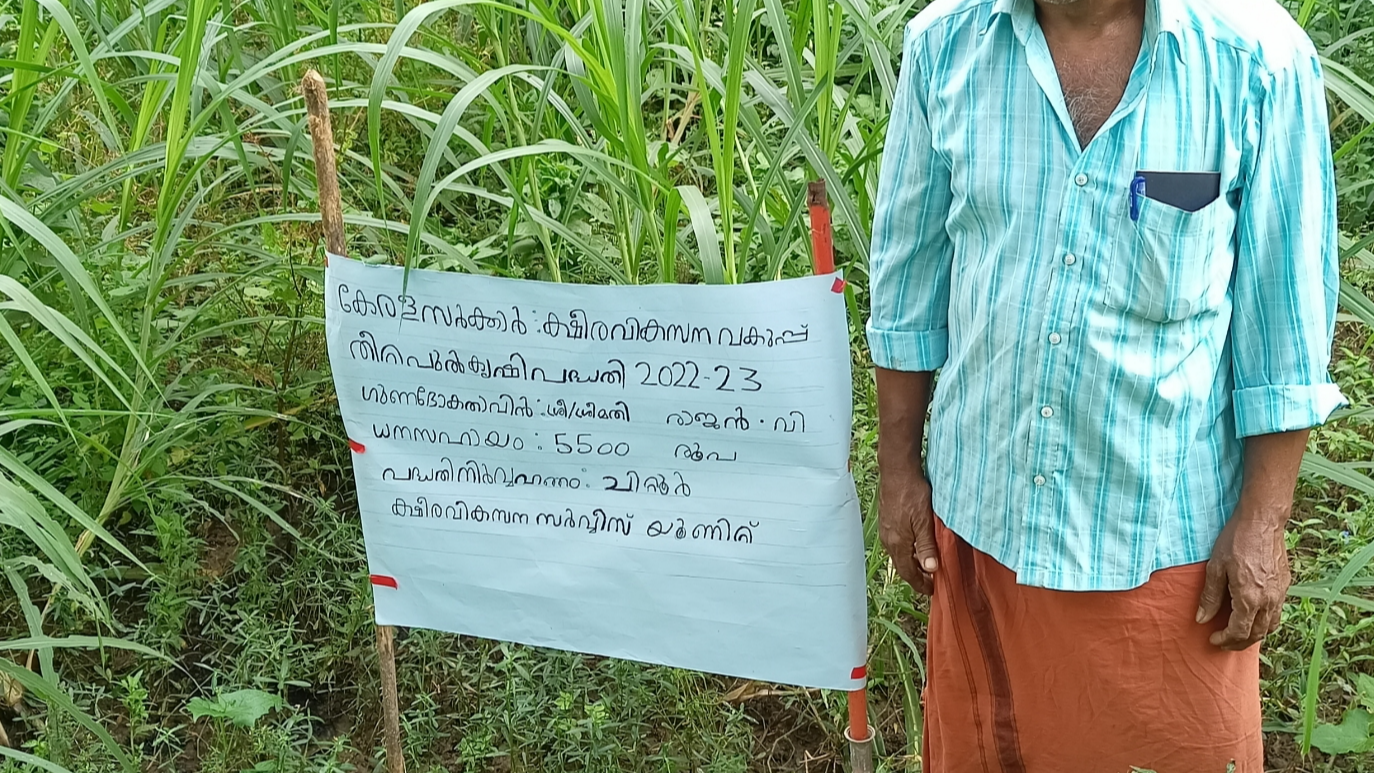 കേരളസർക്കാർ : ക്ഷീരവികസന വകുപ്പ്
തീറ്റപുൽകൃഷി പദ്ധതി 2022-23
ഗുണഭോക്താവിൻ : ശ്രീ/ശ്രീമതി രാജൻ . വി
ധനസഹായം : 5500 രൂപ
പദ്ധതിനിർവ്വഹണം : ചിറ്റൂർ
ക്ഷീരവികസന സർവ്വീസ് യൂണിറ്റ്